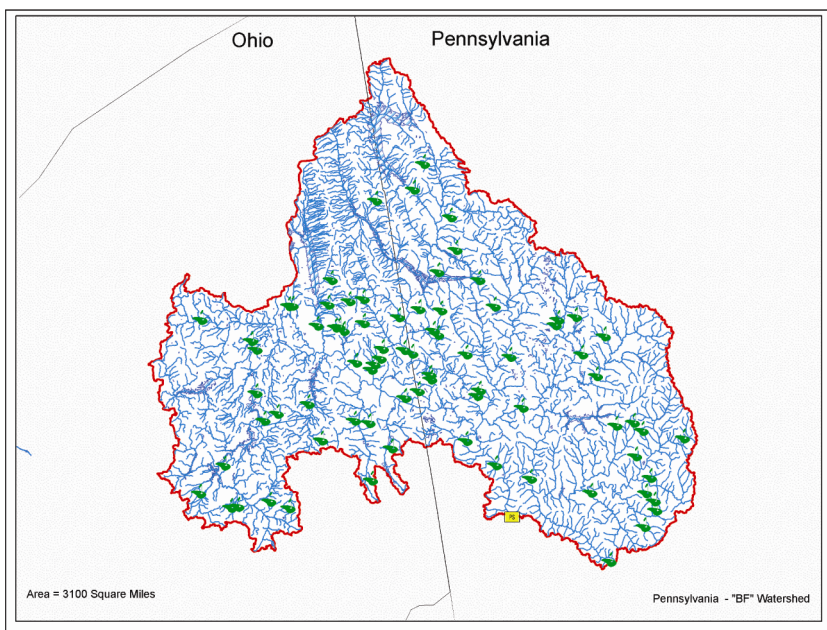 Ohio
Pennsylvania
Area = 3100 Square Miles
Pennsylvania - "BF" Watershed